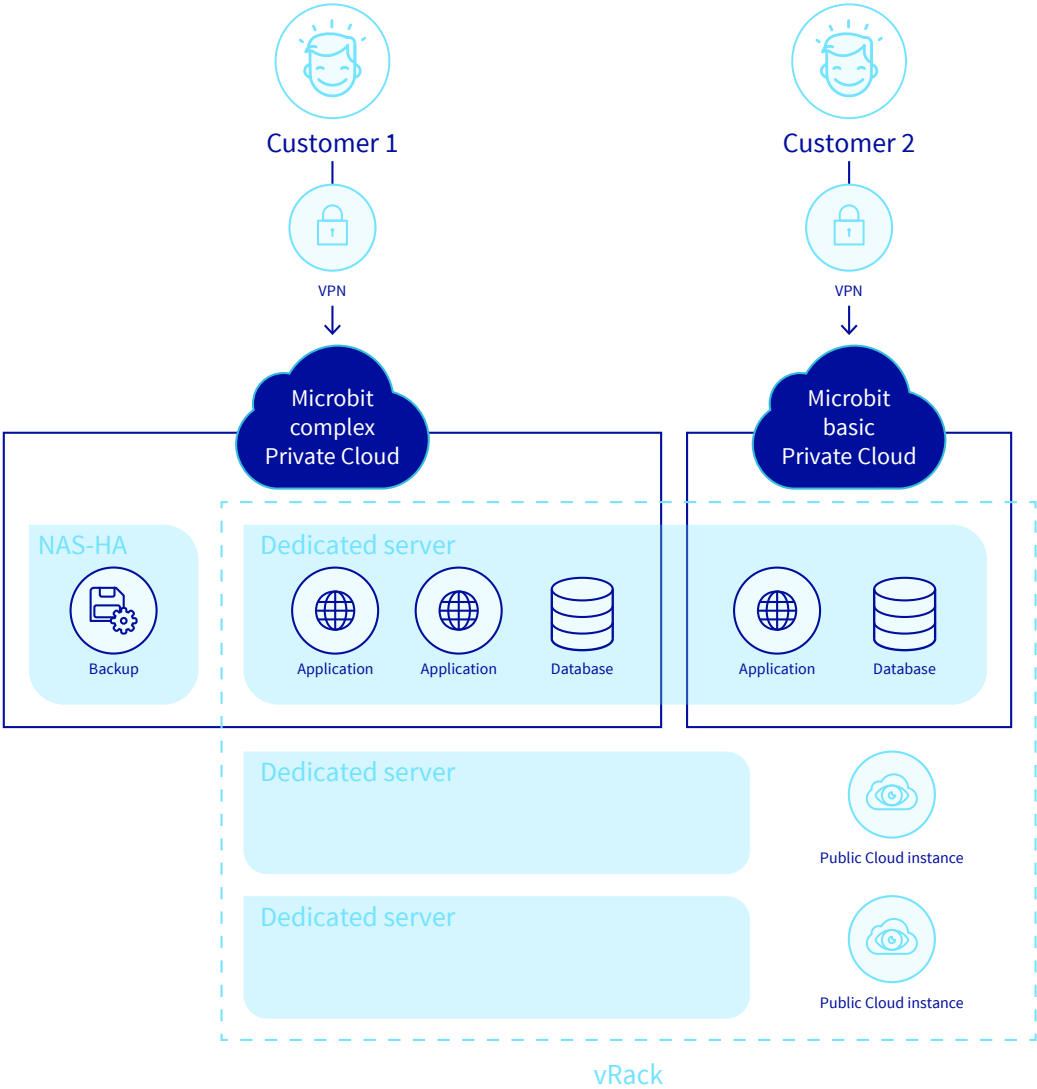 Customer 1
Customer 2
VPN
VPN
Microbit
complex
Private Cloud
Microbit
basic
Private Cloud
NAS-HA
Dedicated server
Backup
Application
Application
Database
Application
Database
Dedicated server
Public Cloud instance
Dedicated server
Public Cloud instance
vRack